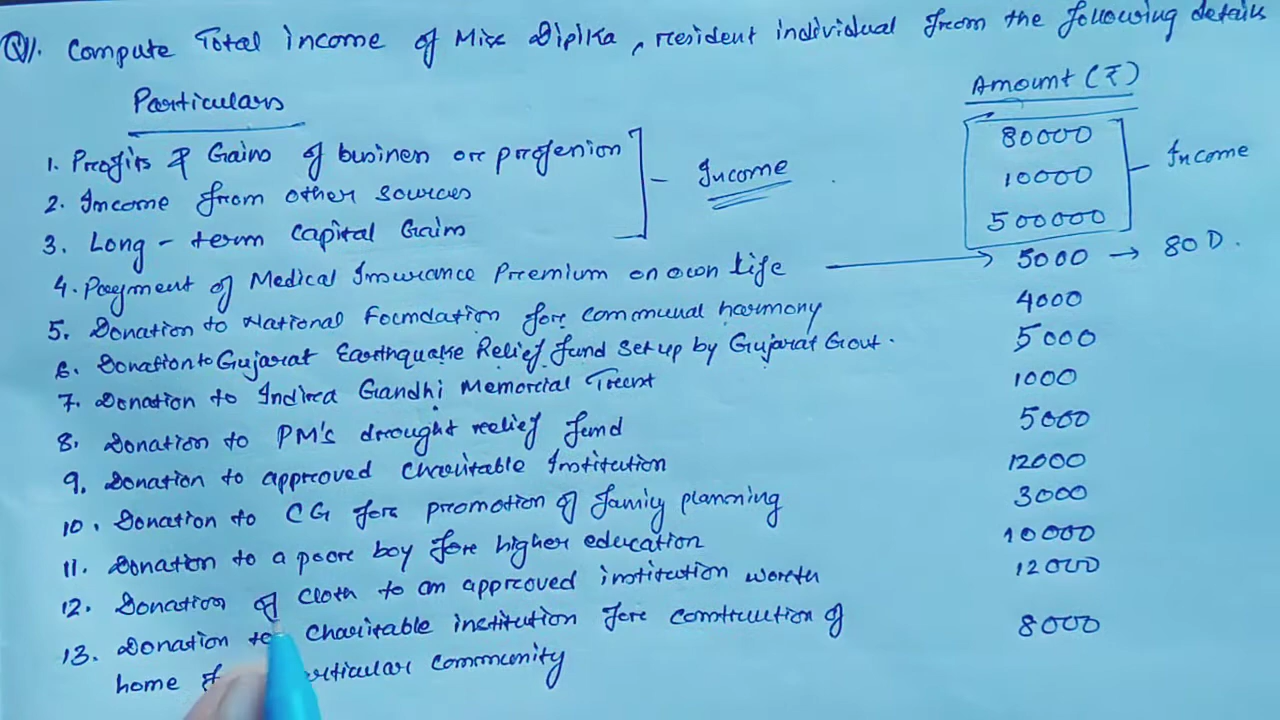 Q1. Compute Total income of Miss Dipika, resident individual from the following details
Particulars
Amount (₹)
1. Profits & Gains of business or profession
80000
2. Income from other sources
10000
3. Long-term Capital Gain
500000
Income
Income
4. Payment of Medical Insurance Premium on own life
5000 → 80 D.
5. Donation to National Foundation for communal harmony
4000
6. Donation to Gujarat Earthquake Relief fund set up by Gujarat Govt.
5000
7. Donation to Indira Gandhi Memorial Trust
1000
8. Donation to PM's drought relief fund
5000
9. Donation to approved charitable Institution
12000
10. Donation to CG for promotion of family planning
3000
11. Donation to a poor boy for higher education
10000
12. Donation of cloth to an approved institution worth
12000
13. Donation to charitable institution for construction of
8000
home community